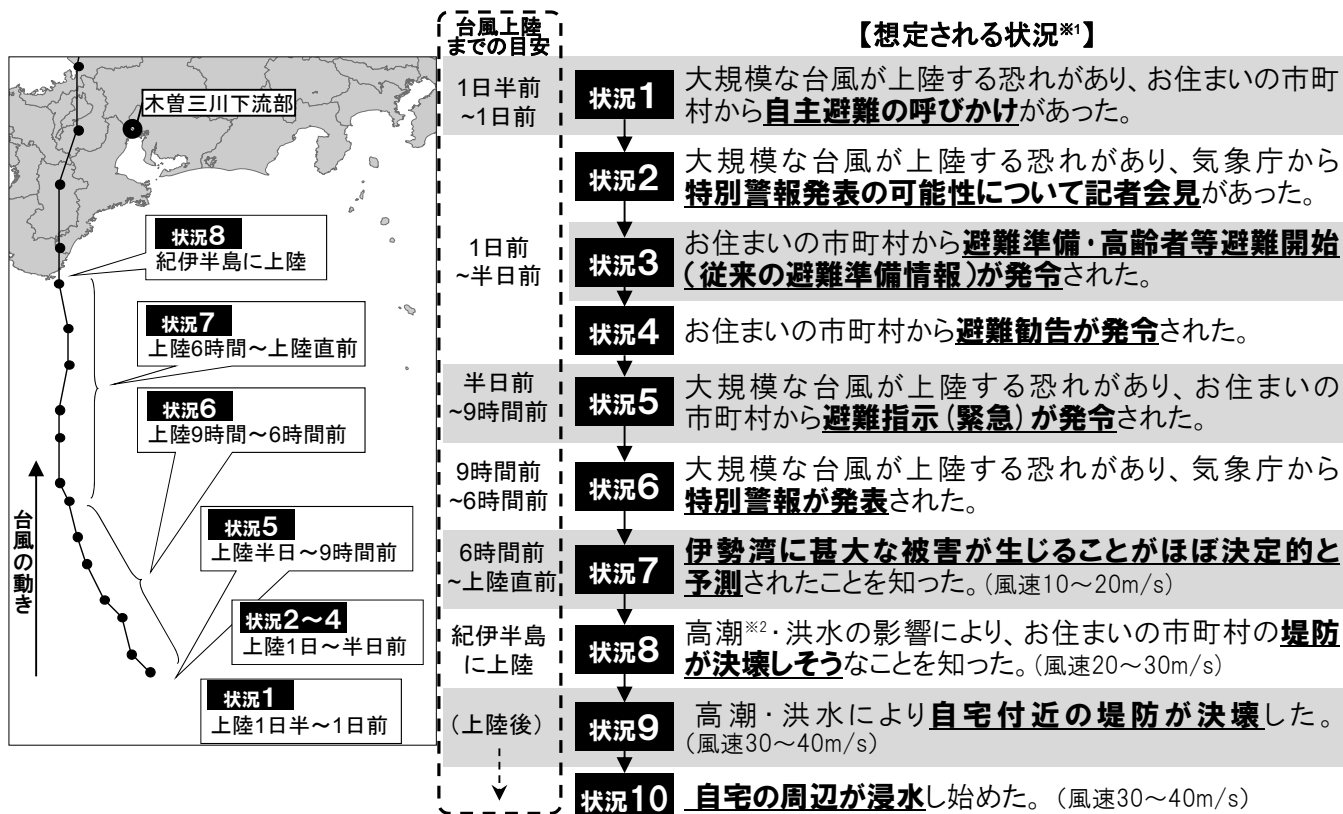 台風上陸
までの目安
【想定される状況※1】
木曽三川下流部
状況8
紀伊半島に上陸
状況7
上陸6時間～上陸直前
状況6
上陸9時間～6時間前
状況5
上陸半日～9時間前
状況2～4
上陸1日～半日前
状況1
上陸1日半～1日前
台風の動き
1日半前
~1日前
状況1
大規模な台風が上陸する恐れがあり、お住まいの市町
村から自主避難の呼びかけがあった。
1日前
~半日前
状況2
大規模な台風が上陸する恐れがあり、気象庁から
特別警報発表の可能性について記者会見があった。
状況3
お住まいの市町村から避難準備・高齢者等避難開始
（従来の避難準備情報）が発令された。
状況4
お住まいの市町村から避難勧告が発令された。
半日前
~9時間前
状況5
大規模な台風が上陸する恐れがあり、お住まいの
市町村から避難指示（緊急）が発令された。
9時間前
~6時間前
状況6
大規模な台風が上陸する恐れがあり、気象庁から
特別警報が発表された。
6時間前
~上陸直前
状況7
伊勢湾に甚大な被害が生じることがほぼ決定的と
予測されたことを知った。（風速10～20m/s）
紀伊半島
に上陸
状況8
高潮※2・洪水の影響により、お住まいの市町村の堤防
が決壊しそうなことを知った。（風速20～30m/s）
（上陸後）
状況9
高潮・洪水により自宅付近の堤防が決壊した。
（風速30～40m/s）
状況10
自宅の周辺が浸水し始めた。（風速30～40m/s）